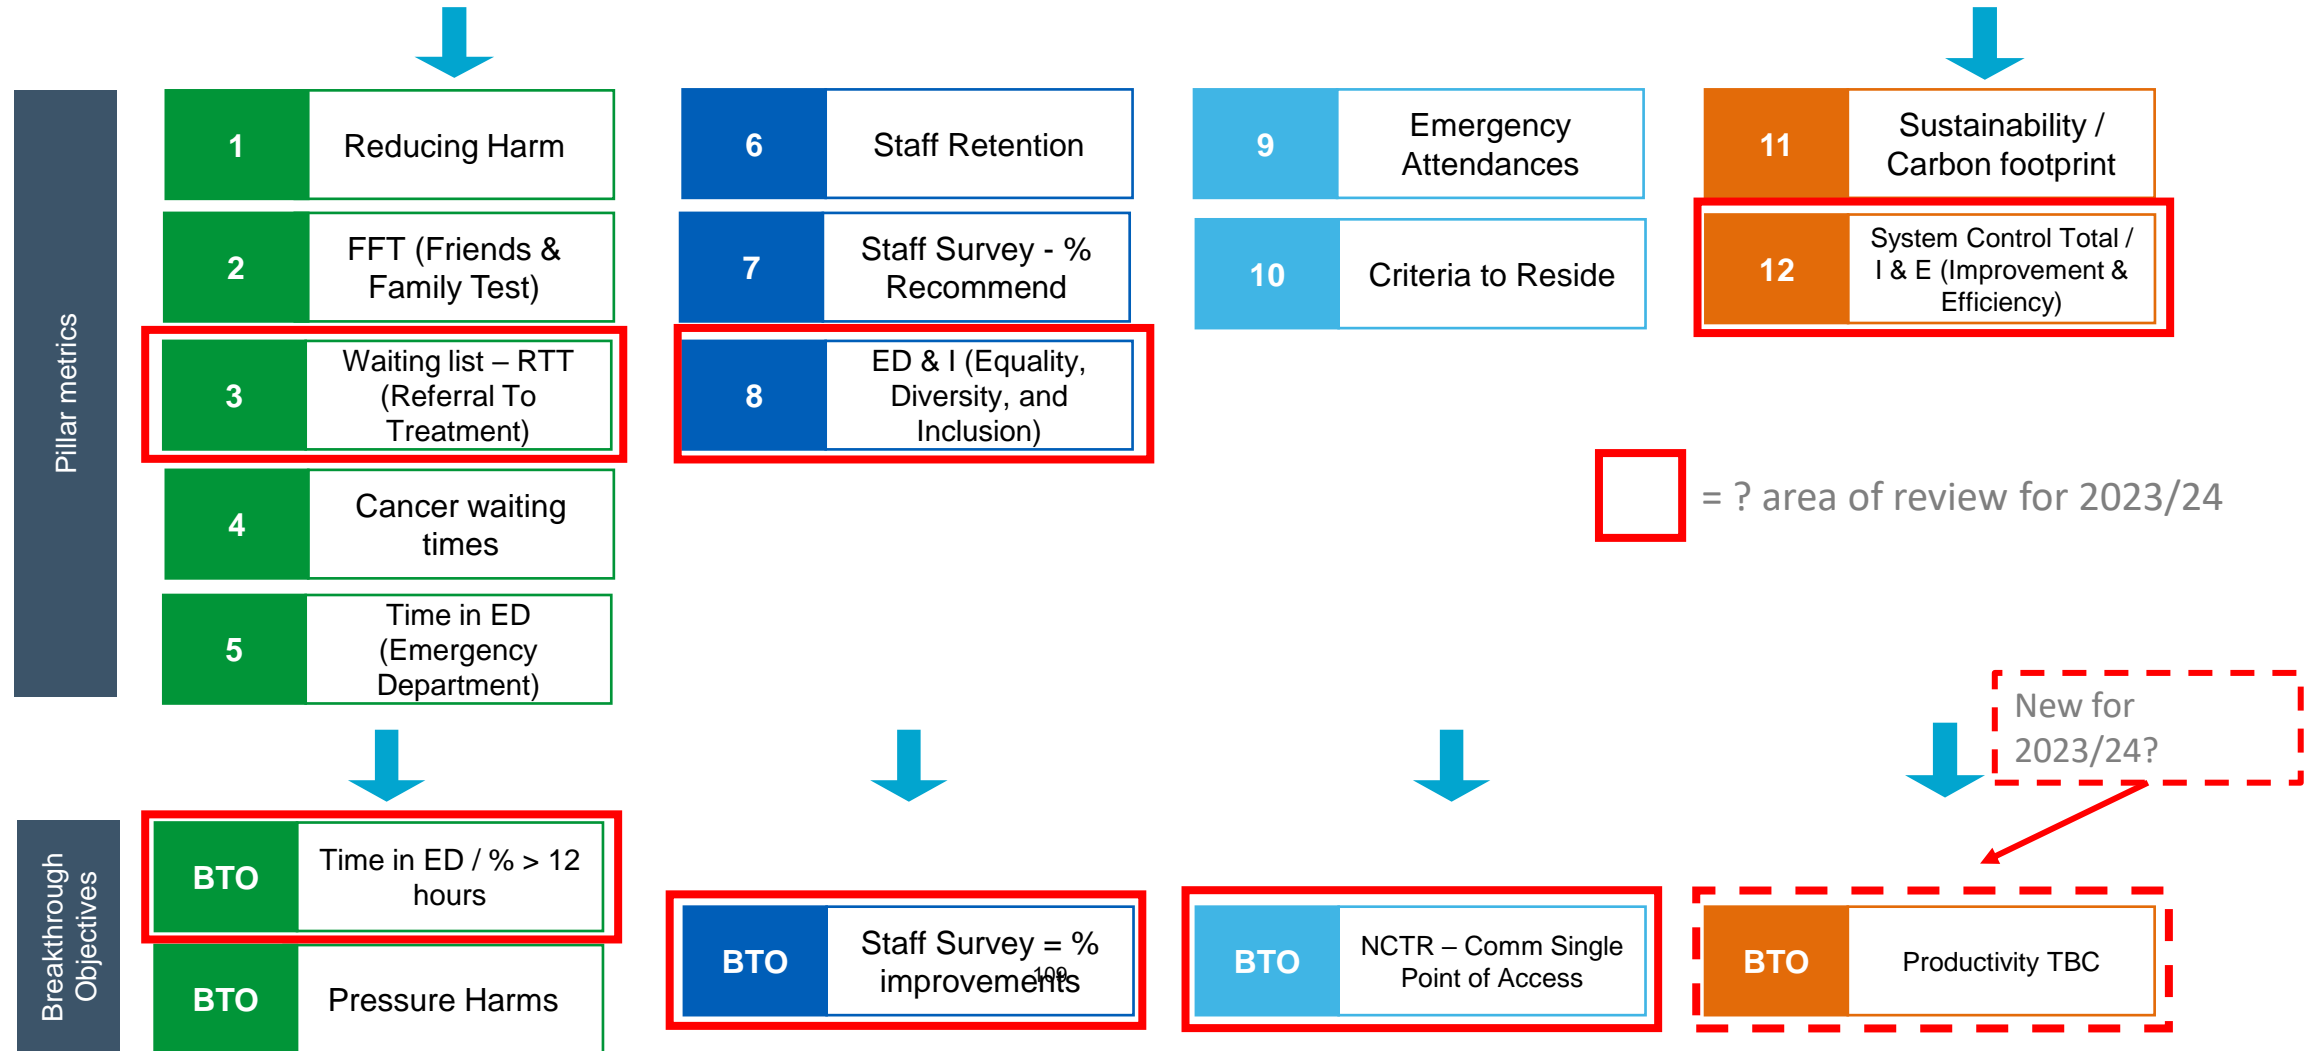 Pillar metrics
1
Reducing Harm
2
FFT (Friends &
Family Test)
3
Waiting list – RTT
(Referral To
Treatment)
4
Cancer waiting
times
5
Time in ED
(Emergency
Department)
6
Staff Retention
7
Staff Survey - %
Recommend
8
ED & I (Equality,
Diversity, and
Inclusion)
9
Emergency
Attendances
10
Criteria to Reside
11
Sustainability /
Carbon footprint
12
System Control Total /
I & E (Improvement &
Efficiency)
= ? area of review for 2023/24
New for
2023/24?
Breakthrough
Objectives
BTO
Time in ED / % > 12
hours
BTO
Pressure Harms
BTO
Staff Survey = %
improvements
109
BTO
NCTR – Comm Single
Point of Access
BTO
Productivity TBC